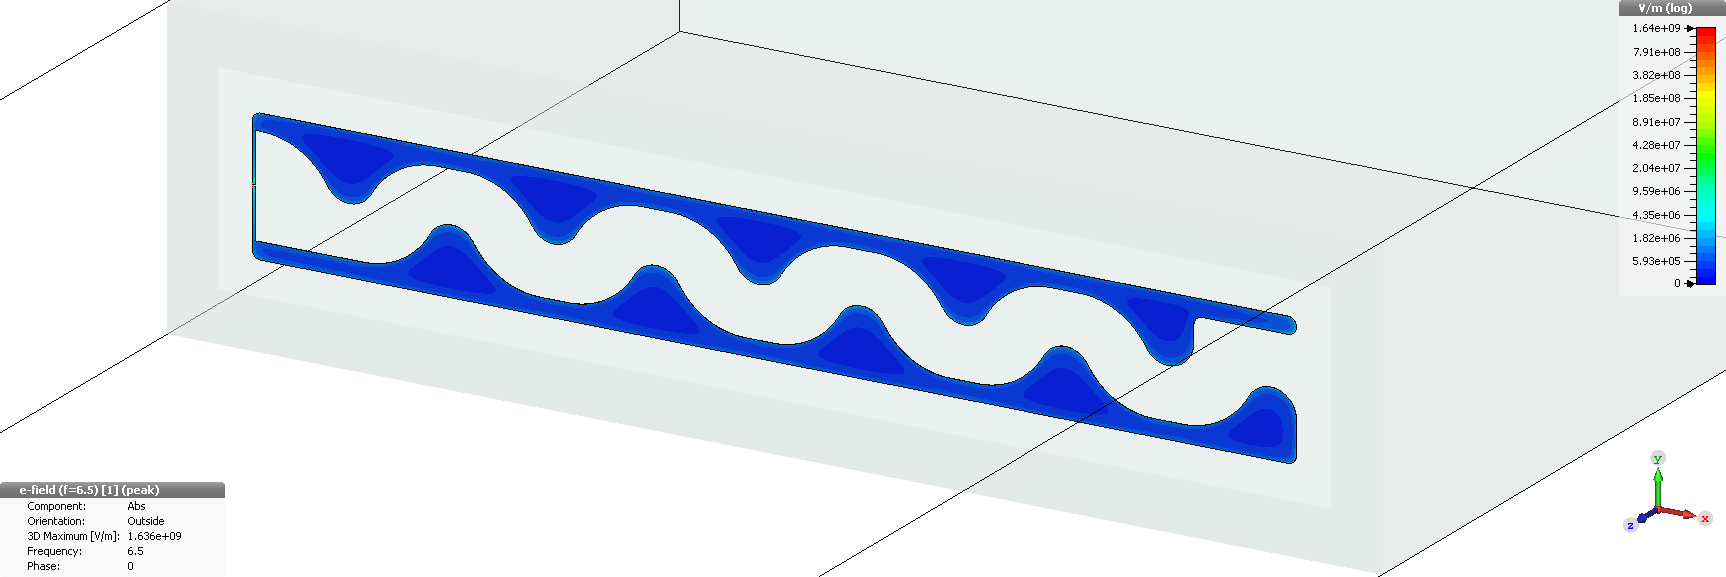 V/m (log)
1.64e+09
7.91e+08
3.82e+08
1.85e+08
8.91e+07
4.28e+07
2.04e+07
9.59e+06
4.35e+06
1.82e+06
5.93e+05
0
e-field (f=6.5) [1] (peak)
Component: Abs
Orientation: Outside
3D Maximum [V/m]: 1.636e+09
Frequency: 6.5
Phase: 0
y
x
z